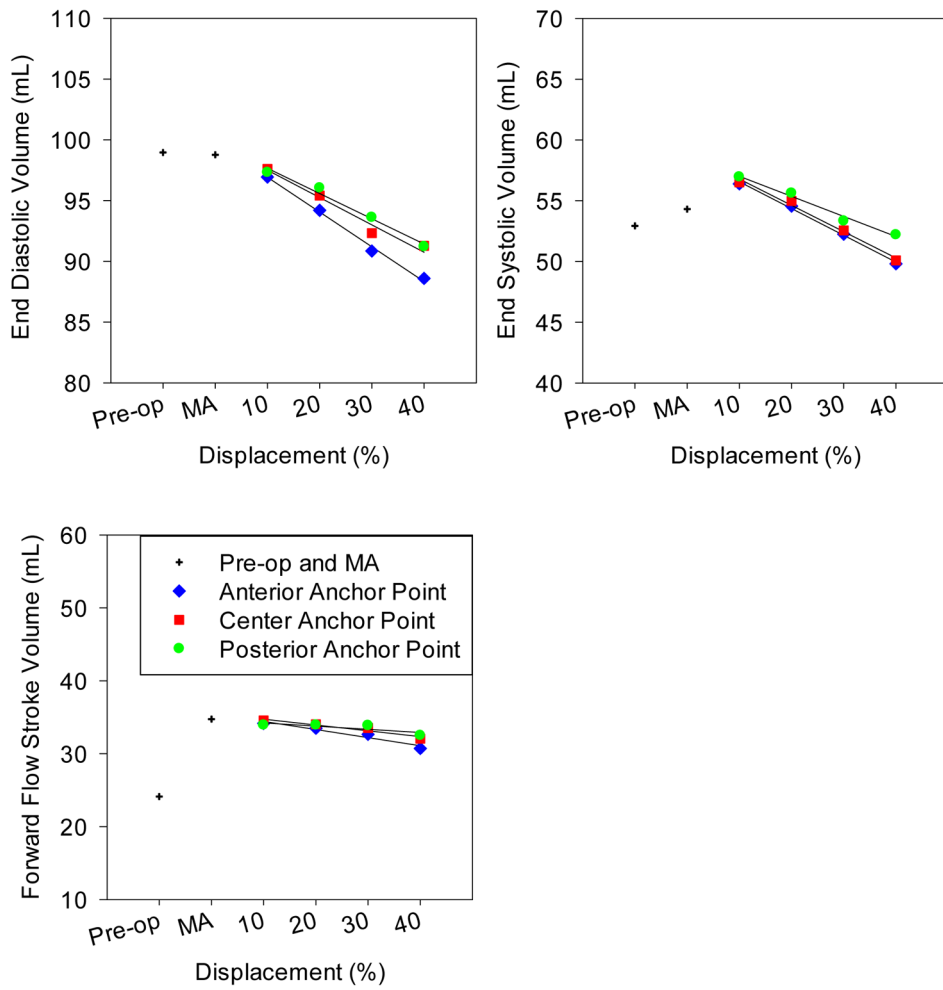 End Diastolic Volume (mL)
110
105
100
95
90
85
80
Pre-op
MA
10
20
30
40
Displacement (%)
End Systolic Volume (mL)
70
65
60
55
50
45
40
Pre-op
MA
10
20
30
40
Displacement (%)
Forward Flow Stroke Volume (mL)
60
50
40
30
20
10
Pre-op and MA
Anterior Anchor Point
Center Anchor Point
Posterior Anchor Point
Pre-op
MA
10
20
30
40
Displacement (%)